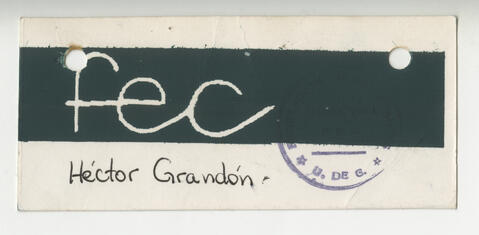 fec
Héctor Grandón.
U. DE G.